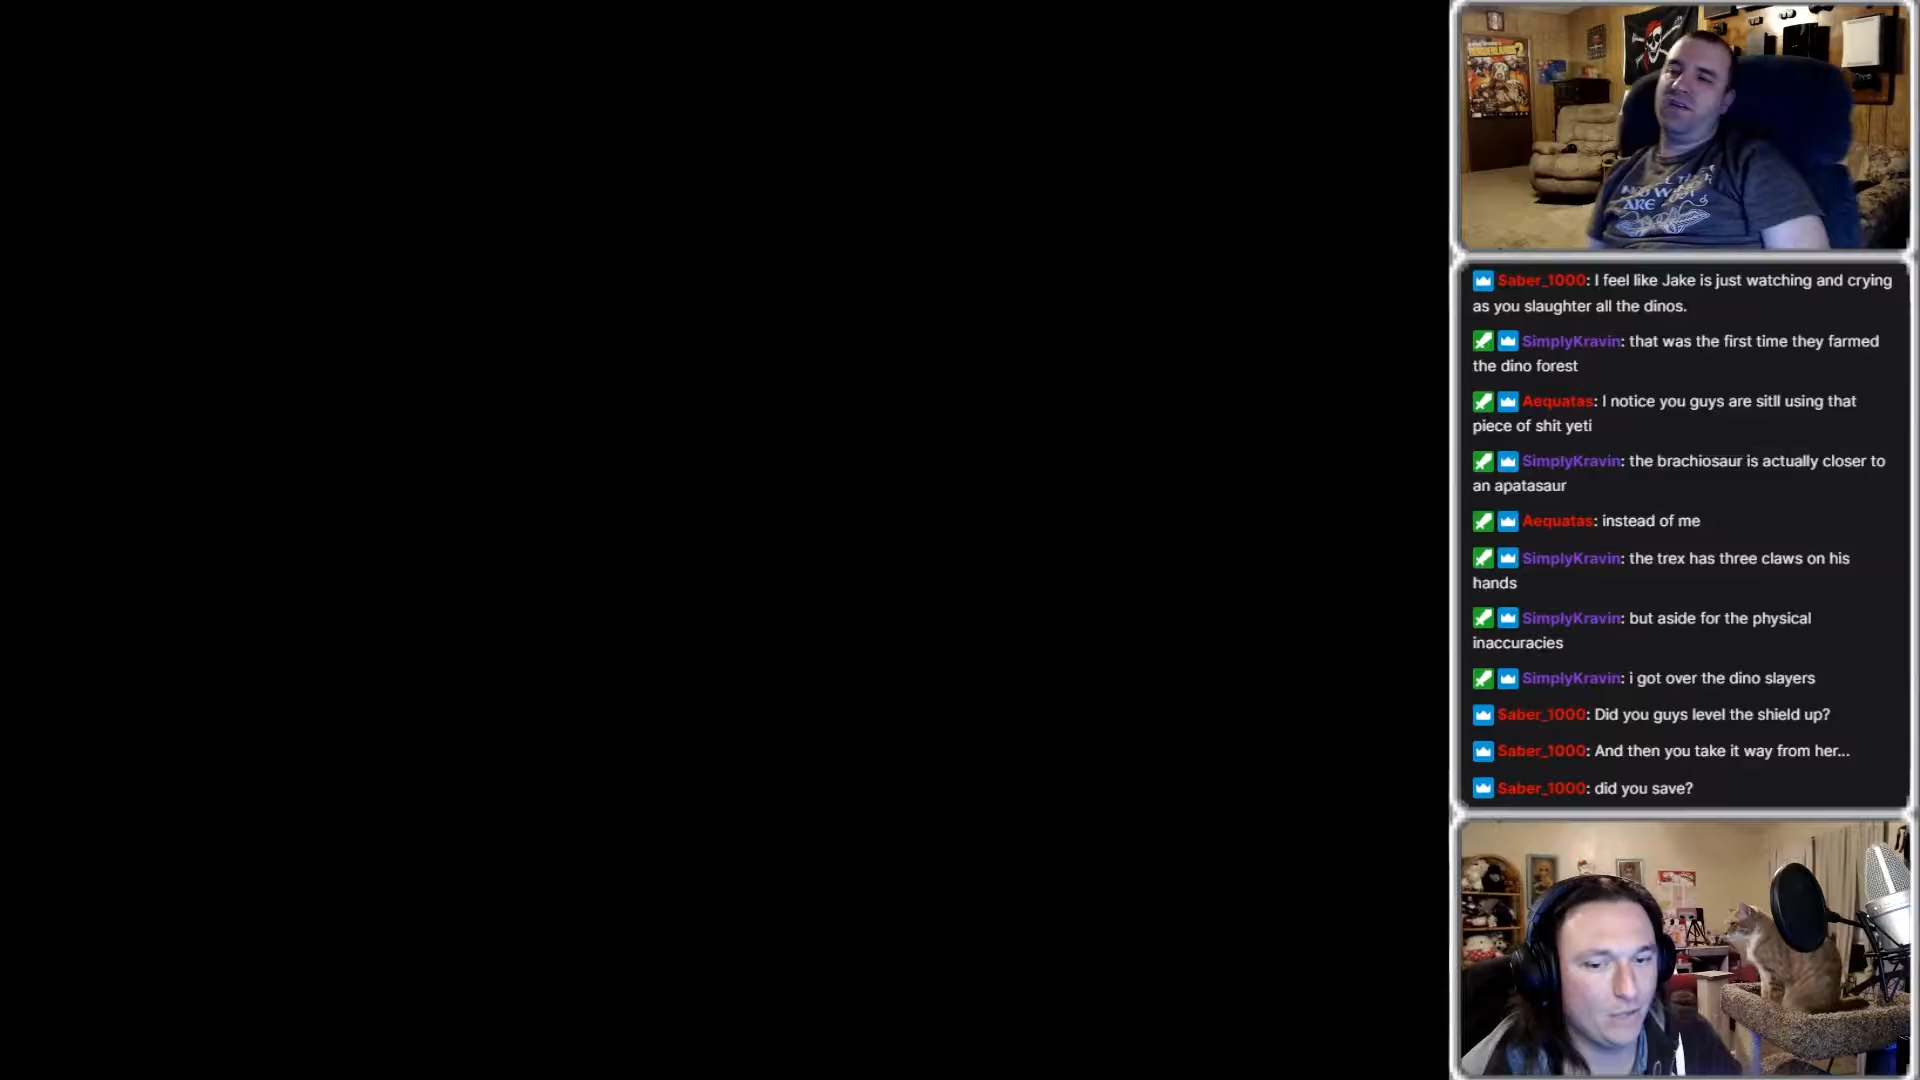 BORDERLANDS 2
ARE
Saber_1000: I feel like Jake is just watching and crying
as you slaughter all the dinos.
SimplyKravin: that was the first time they farmed
the dino forest
Aequatas: I notice you guys are sitll using that
piece of shit yeti
SimplyKravin: the brachiosaur is actually closer to
an apatasaur
Aequatas: instead of me
SimplyKravin: the trex has three claws on his
hands
SimplyKravin: but aside for the physical
inaccuracies
SimplyKravin: i got over the dino slayers
Saber_1000: Did you guys level the shield up?
Saber_1000: And then you take it way from her...
Saber_1000: did you save?